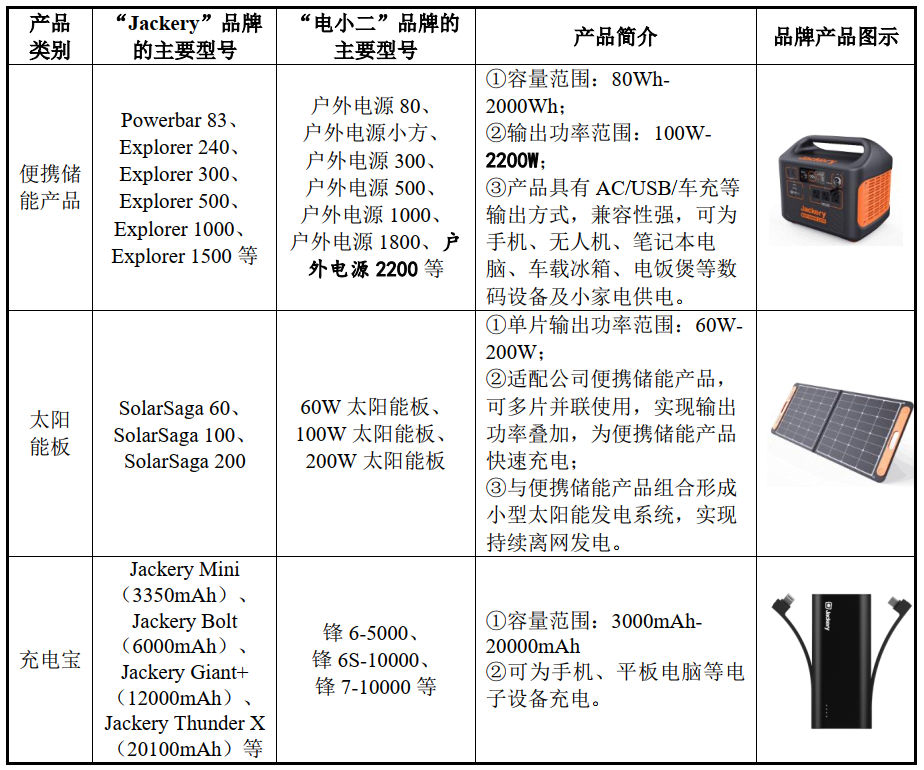 产品
类别
“Jackery”品牌
的主要型号
“电小二”品牌的
主要型号
产品简介
品牌产品图示
便携储
能产品
Powerbar 83、
Explorer 240、
Explorer 300、
Explorer 500、
Explorer 1000、
Explorer 1500 等
户外电源 80、
户外电源小方、
户外电源 300、
户外电源 500、
户外电源 1000、
户外电源 1800、户
外电源 2200 等
①容量范围：80Wh-
2000Wh；
②输出功率范围：100W-
2200W；
③产品具有 AC/USB/车充等
输出方式，兼容性强，可为
手机、无人机、笔记本电
脑、车载冰箱、电饭煲等数
码设备及小家电供电。
Jackery
Jackery
太阳
能板
SolarSaga 60、
SolarSaga 100、
SolarSaga 200
60W 太阳能板、
100W 太阳能板、
200W 太阳能板
①单片输出功率范围：60W-
200W；
②适配公司便携储能产品，
可多片并联使用，实现输出
功率叠加，为便携储能产品
快速充电；
③与便携储能产品组合形成
小型太阳能发电系统，实现
持续离网发电。
充电宝
Jackery Mini
（3350mAh）、
Jackery Bolt
（6000mAh）、
Jackery Giant+
（12000mAh）、
Jackery Thunder X
（20100mAh）等
锋 6-5000、
锋 6S-10000、
锋 7-10000 等
①容量范围：3000mAh-
20000mAh
②可为手机、平板电脑等电
子设备充电。
Jackery